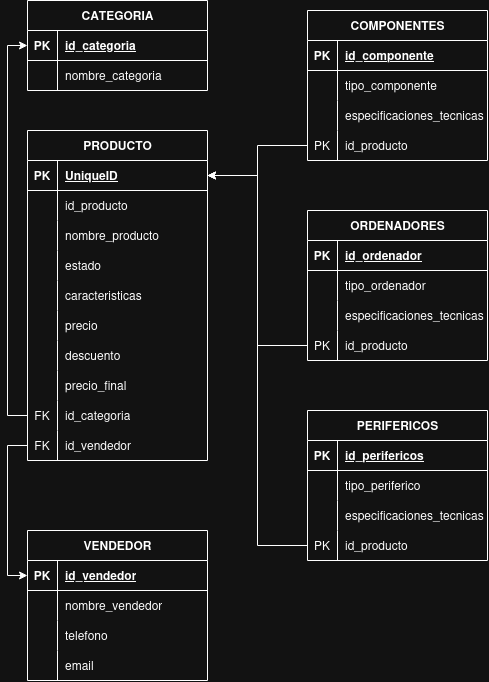 CATEGORIA
PK id_categoria
nombre_categoria
PRODUCTO
PK UniqueID
id_producto
nombre_producto
estado
caracteristicas
precio
descuento
precio_final
FK id_categoria
FK id_vendedor
VENDEDOR
PK id_vendedor
nombre_vendedor
telefono
email
COMPONENTES
PK id_componente
tipo_componente
especificaciones_tecnicas
PK id_producto
ORDENADORES
PK id_ordenador
tipo_ordenador
especificaciones_tecnicas
PK id_producto
PERIFERICOS
PK id_perifericos
tipo_periferico
especificaciones_tecnicas
PK id_producto